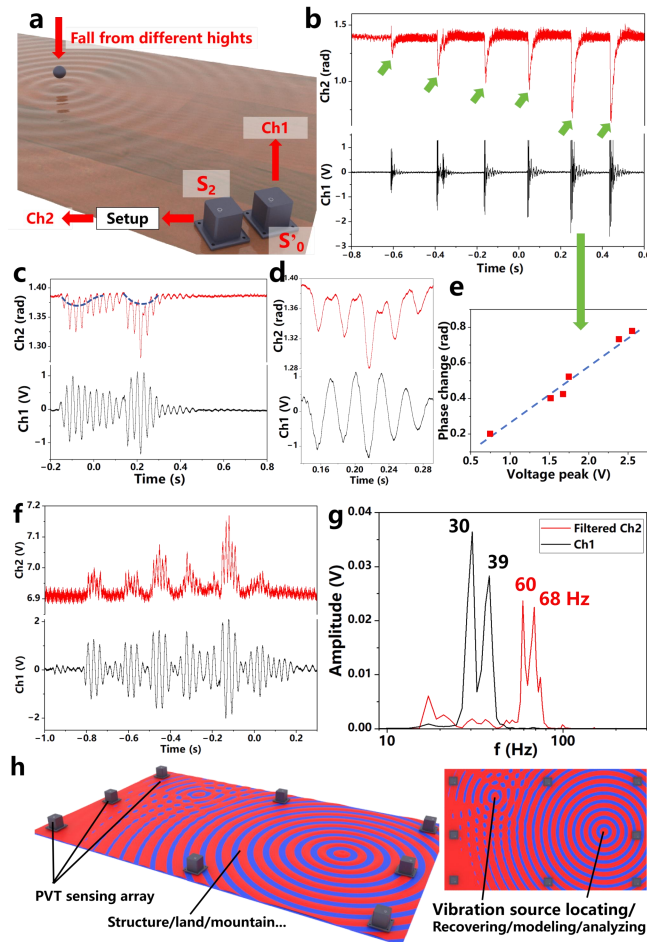 a
Fall from different hights
Ch1
S2
Ch2
Setup
S'0
b
Ch2 (rad)
1.4
1.0
0.6
Ch1 (V)
1
0
−1
−2
−3
−0.8 −0.6 −0.4 −0.2 0.0 0.2 0.4 0.6
Time (s)
c
Ch2 (rad)
1.40
1.35
1.30
Ch1 (V)
1
0
−1
−0.2 0.0 0.2 0.4 0.6 0.8
Time (s)
d
Ch2 (rad)
1.40
1.36
1.32
1.28
Ch1 (V)
1
0
−1
0.16 0.20 0.24 0.28
Time (s)
e
Phase change (rad)
0.8
0.6
0.4
0.2
0.5 1.0 1.5 2.0 2.5
Voltage peak (V)
f
Ch2 (V)
7.2
7.1
7.0
6.9
Ch1 (V)
2
0
−2
−1.0 −0.8 −0.6 −0.4 −0.2 0.0 0.2
Time (s)
g
Amplitude (V)
0.04
0.03
0.02
0.01
0.00
30
39
60
68 Hz
Filtered Ch2
Ch1
10 100
f (Hz)
h
PVT sensing array
Structure/land/mountain...
Vibration source locating/
Recovering/modeling/analyzing